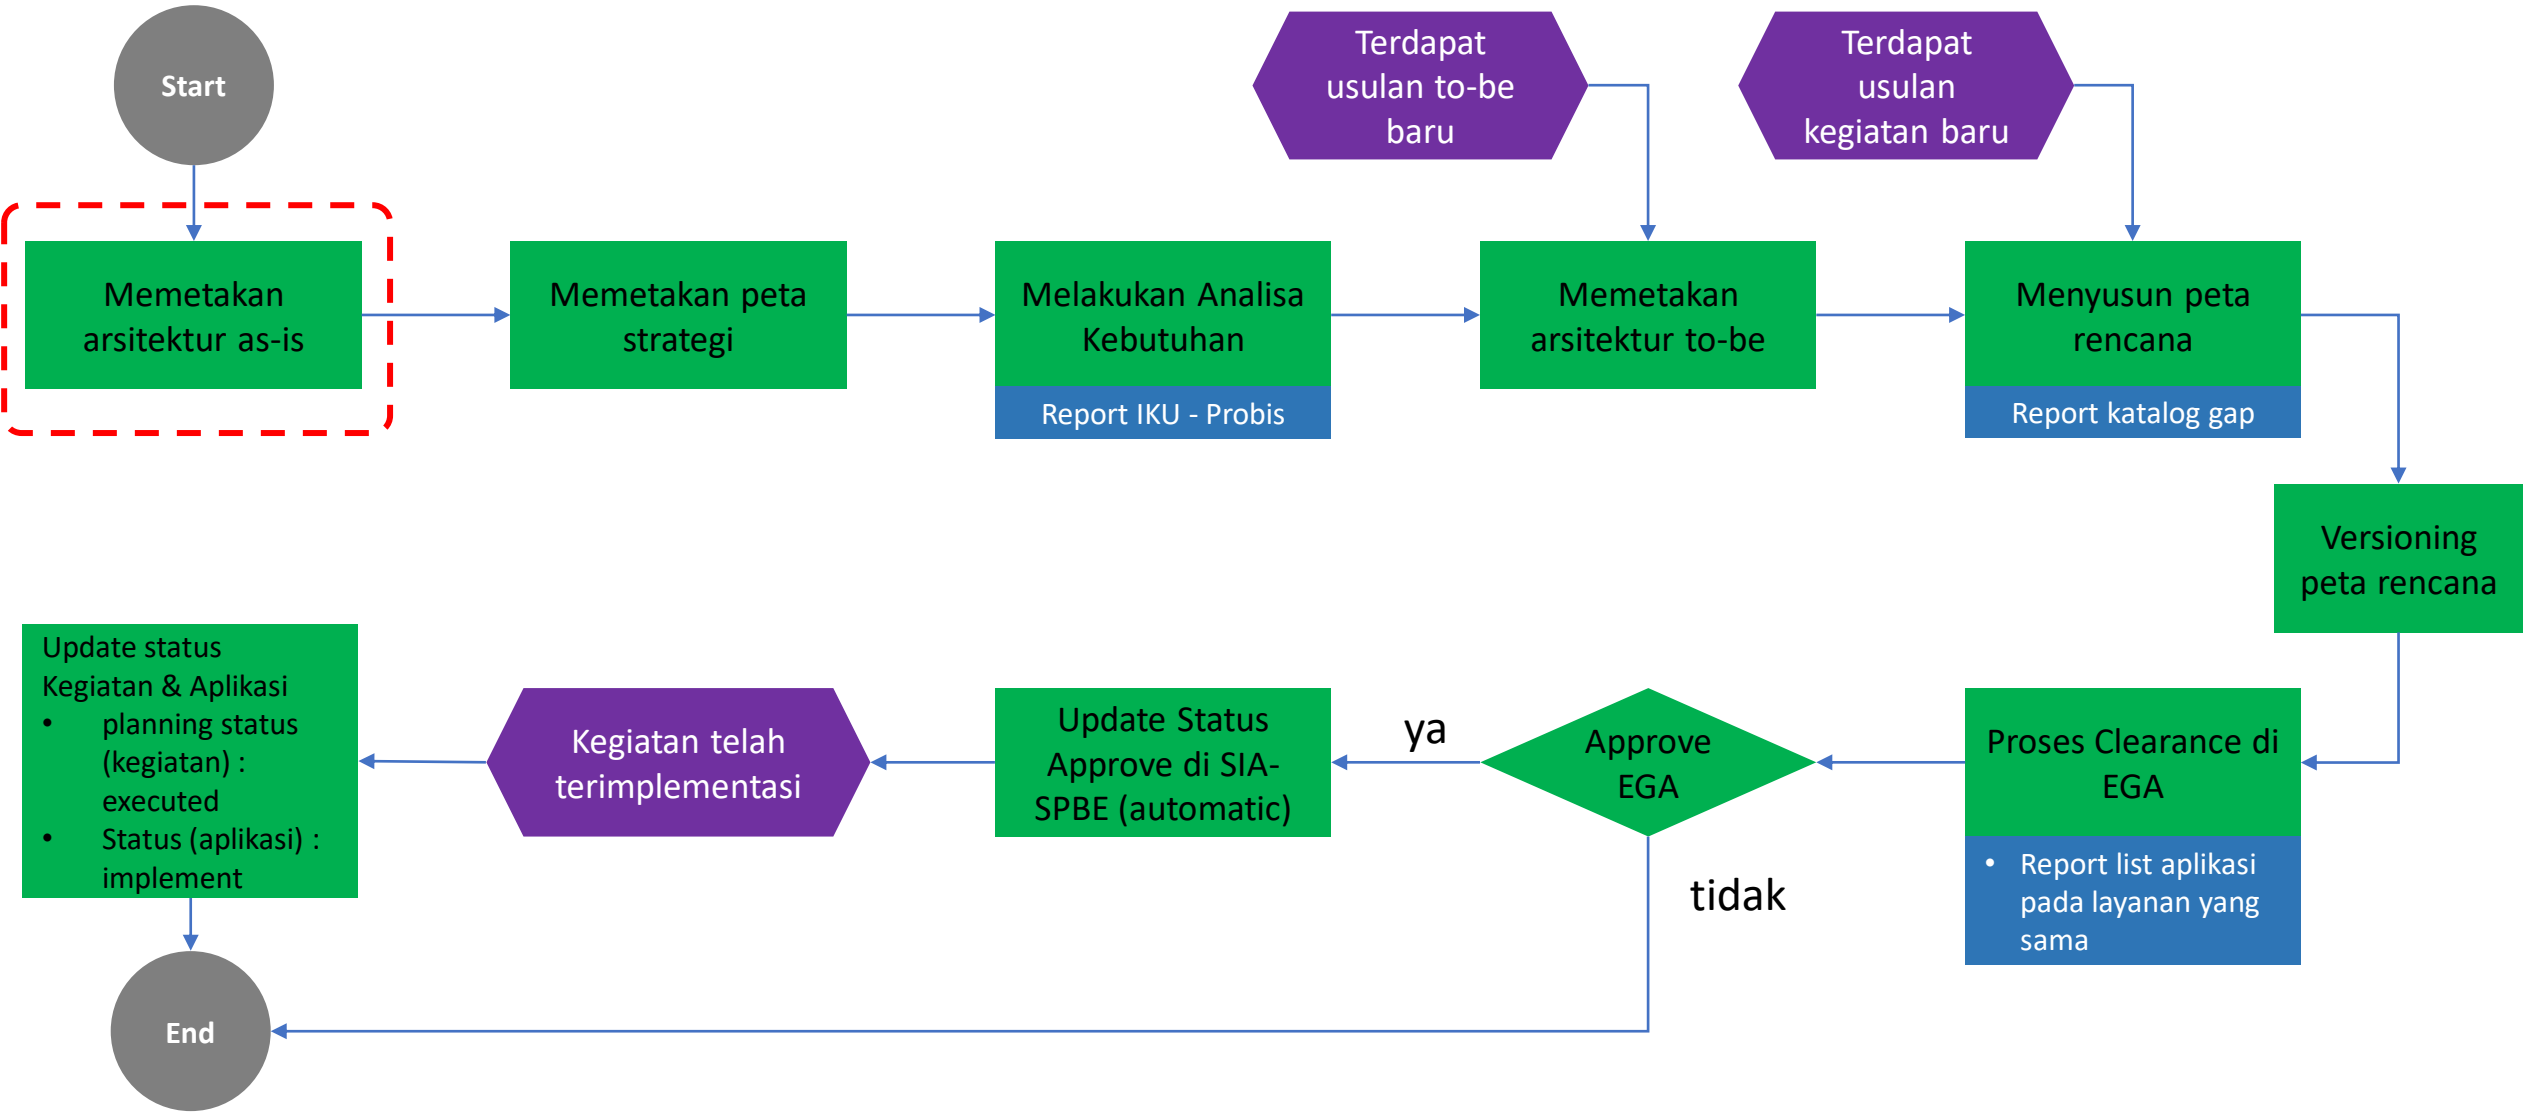 Start
Terdapat
usulan to-be
baru
Terdapat
usulan
kegiatan baru
Memetakan
arsitektur as-is
Memetakan peta
strategi
Melakukan Analisa
Kebutuhan
Report IKU - Probis
Memetakan
arsitektur to-be
Menyusun peta
rencana
Report katalog gap
Versioning
peta rencana
Proses Clearance di
EGA
• Report list aplikasi
pada layanan yang
sama
Approve
EGA
ya
tidak
Update Status
Approve di SIA-
SPBE (automatic)
Kegiatan telah
terimplementasi
Update status
Kegiatan & Aplikasi
• planning status
(kegiatan) :
executed
• Status (aplikasi) :
implement
End